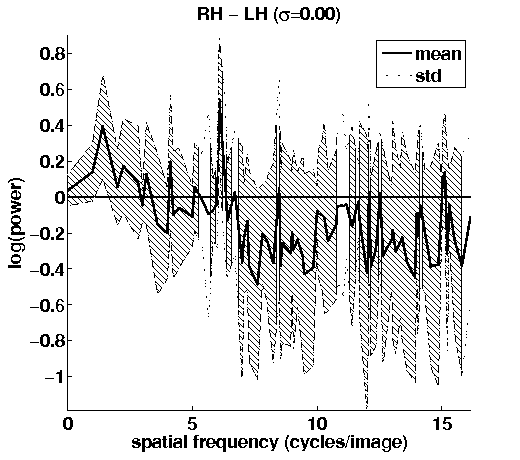 RH − LH (σ=0.00)
mean
std
log(power)
0.8
0.6
0.4
0.2
0
−0.2
−0.4
−0.6
−0.8
−1
0 5 10 15
spatial frequency (cycles/image)